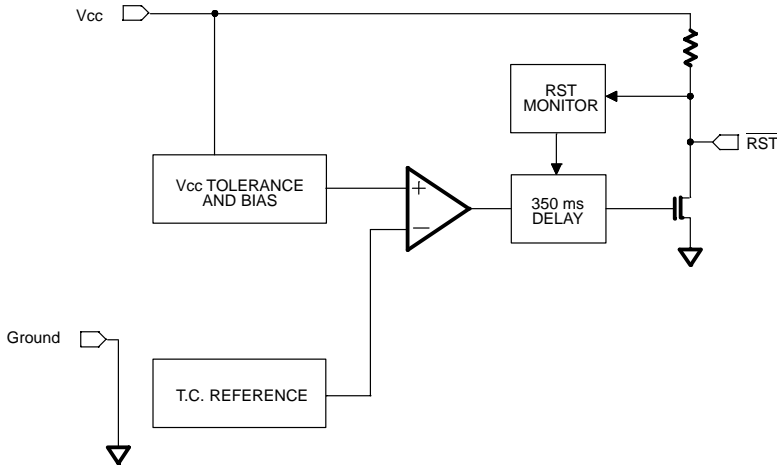 Vcc
RST
MONITOR
RST
Vcc TOLERANCE
AND BIAS
+
−
350 ms
DELAY
Ground
T.C. REFERENCE